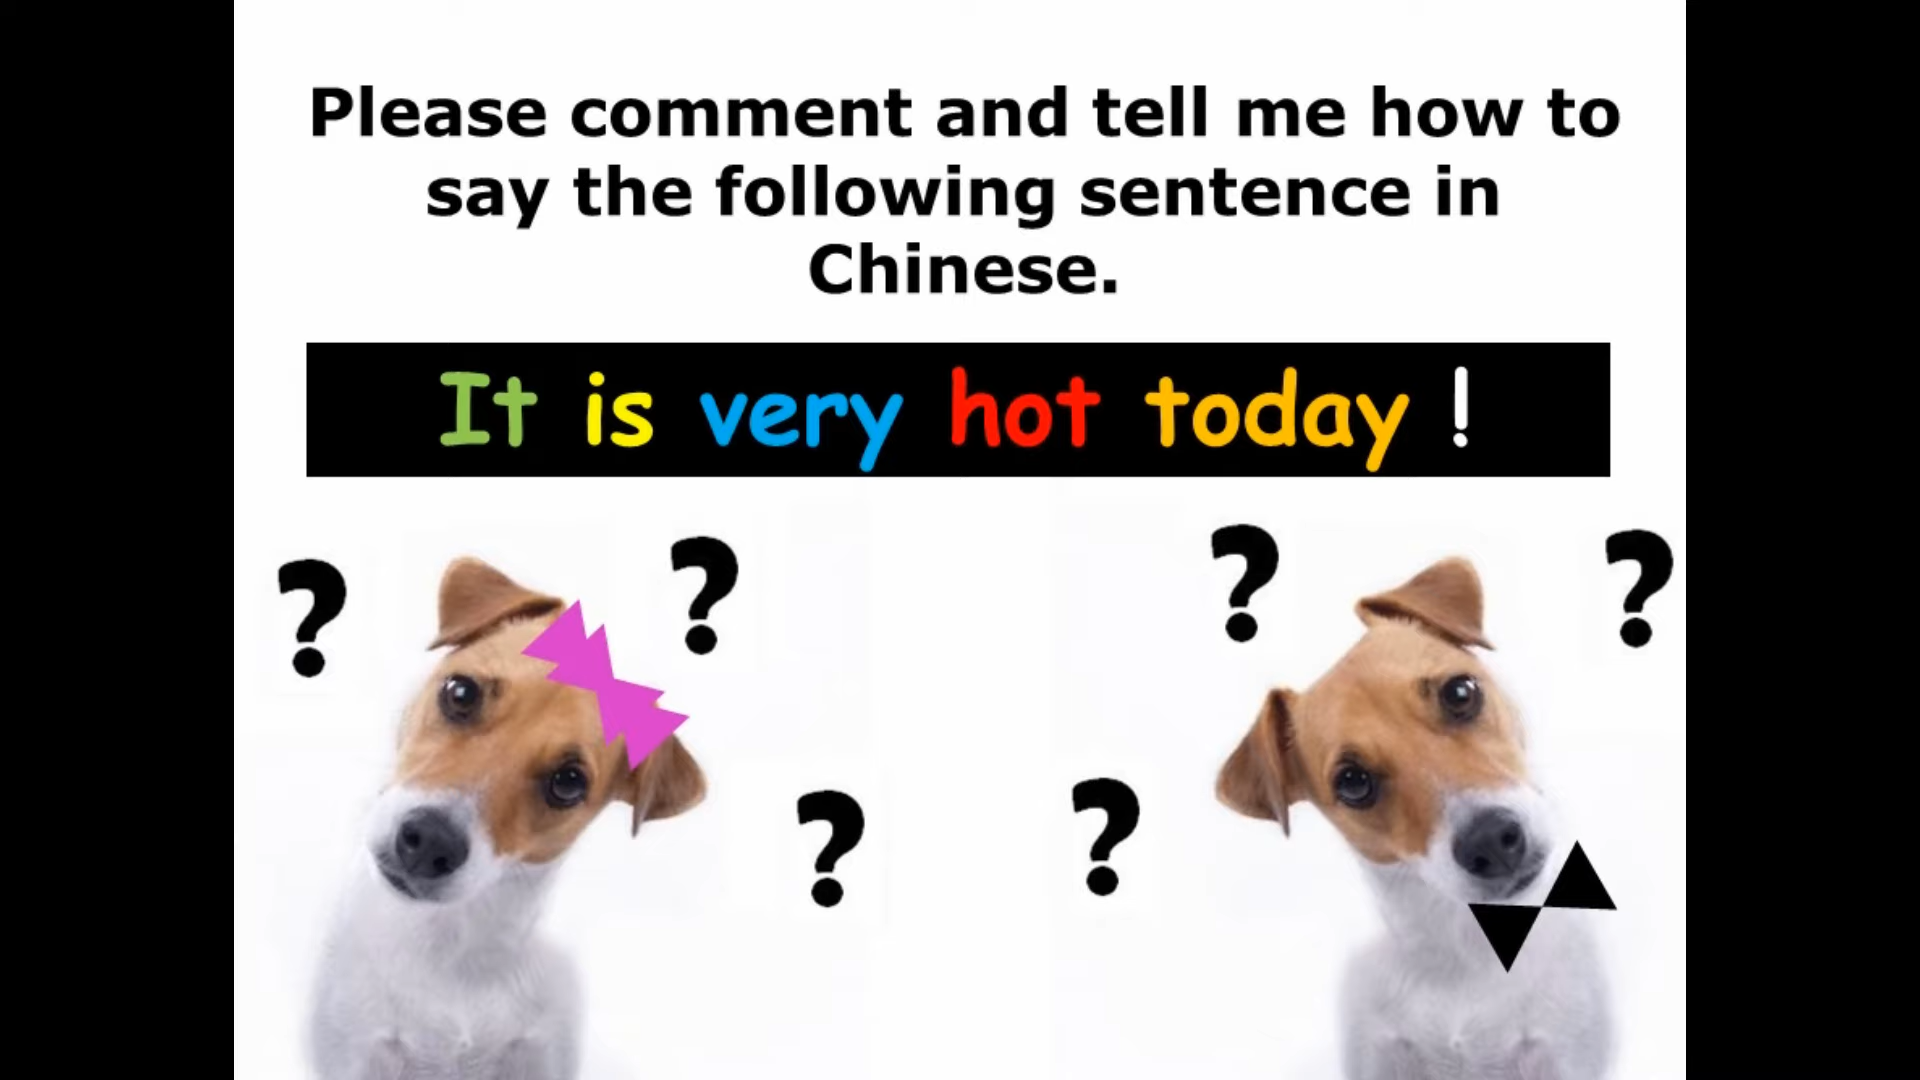 Please comment and tell me how to
say the following sentence in
Chinese.
It is very hot today !
? ? ? ?
? ?